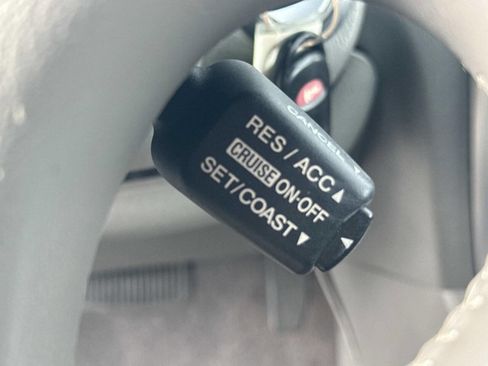 CANCEL
RES/ACC ▲
CRUISE ON·OFF ◀
SET/COAST ▼